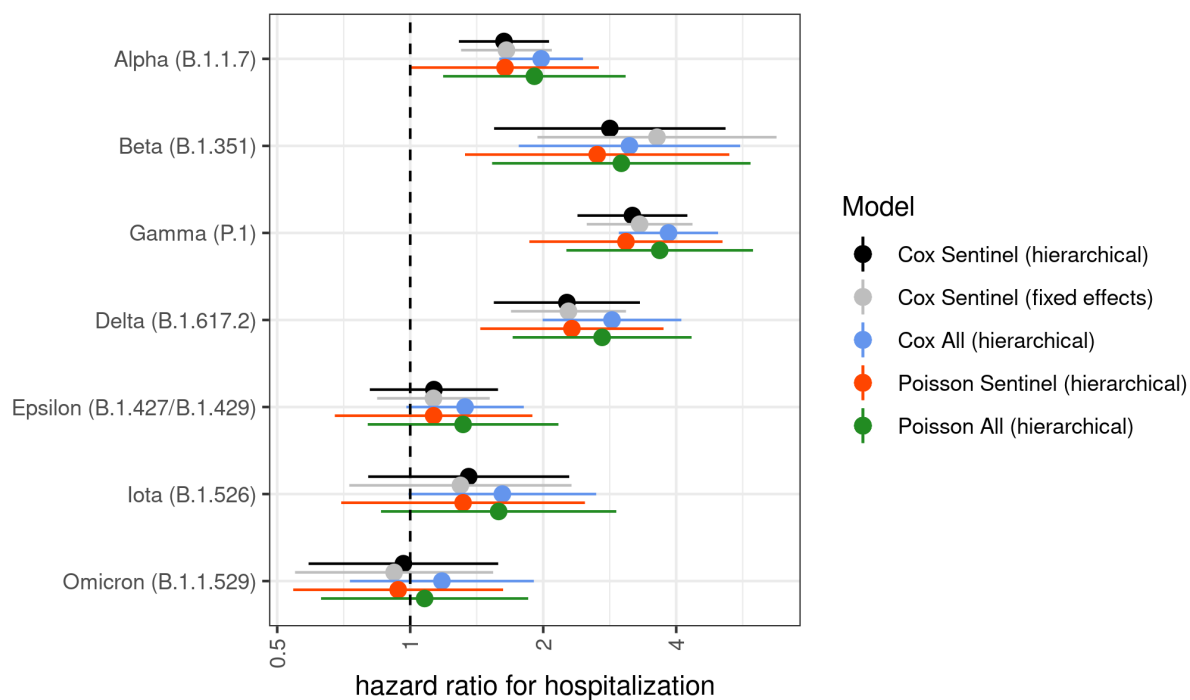 Alpha (B.1.1.7)
Beta (B.1.351)
Gamma (P.1)
Delta (B.1.617.2)
Epsilon (B.1.427/B.1.429)
Iota (B.1.526)
Omicron (B.1.1.529)
0.5
1
2
4
hazard ratio for hospitalization
Model
Cox Sentinel (hierarchical)
Cox Sentinel (fixed effects)
Cox All (hierarchical)
Poisson Sentinel (hierarchical)
Poisson All (hierarchical)